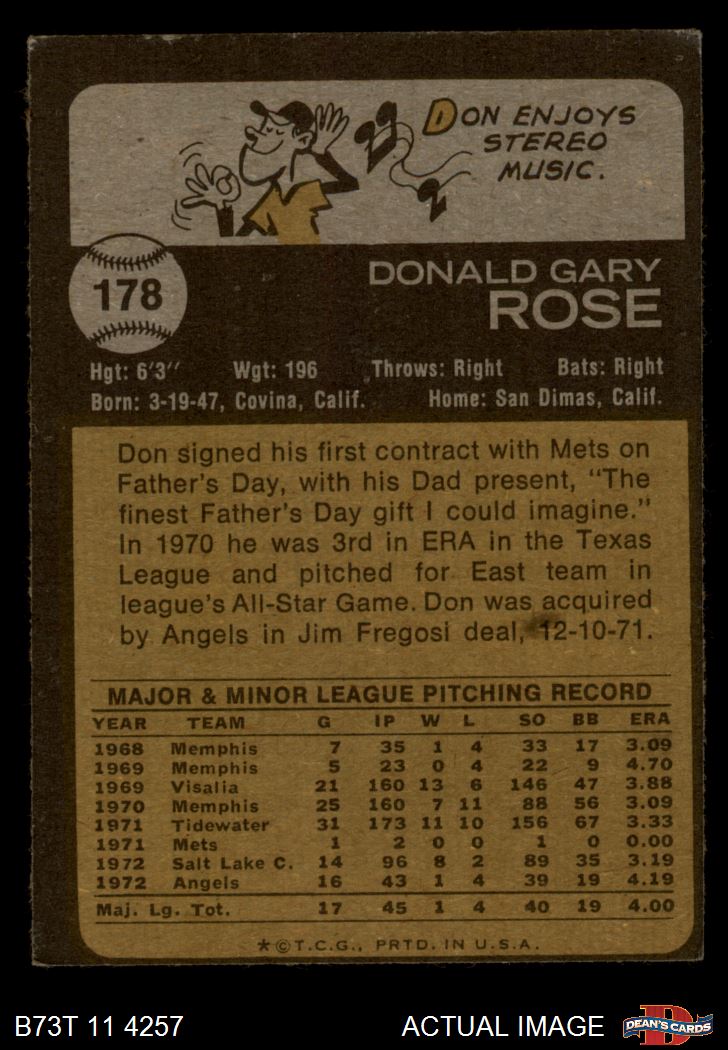 DON ENJOYS
STEREO
MUSIC.
178
DONALD GARY
ROSE
Hgt: 6'3" Wgt: 196 Throws: Right Bats: Right
Born: 3-19-47, Covina, Calif. Home: San Dimas, Calif.
Don signed his first contract with Mets on
Father's Day, with his Dad present, "The
finest Father's Day gift I could imagine."
In 1970 he was 3rd in ERA in the Texas
League and pitched for East team in
league's All-Star Game. Don was acquired
by Angels in Jim Fregosi deal, 12-10-71.
MAJOR & MINOR LEAGUE PITCHING RECORD
YEAR TEAM G IP W L SO BB ERA
1968 Memphis 7 35 1 4 33 17 3.09
1969 Memphis 5 23 0 4 22 9 4.70
1969 Visalia 21 160 13 6 146 47 3.88
1970 Memphis 25 160 7 11 88 56 3.09
1971 Tidewater 31 173 11 10 156 67 3.33
1971 Mets 1 2 0 0 1 0 0.00
1972 Salt Lake C. 14 96 8 2 89 35 3.19
1972 Angels 16 43 1 4 39 19 4.19
Maj. Lg. Tot. 17 45 1 4 40 19 4.00
*©T.C.G., PRTD. IN U.S.A.
B73T 11 4257 ACTUAL IMAGE D DEAN'S CARDS